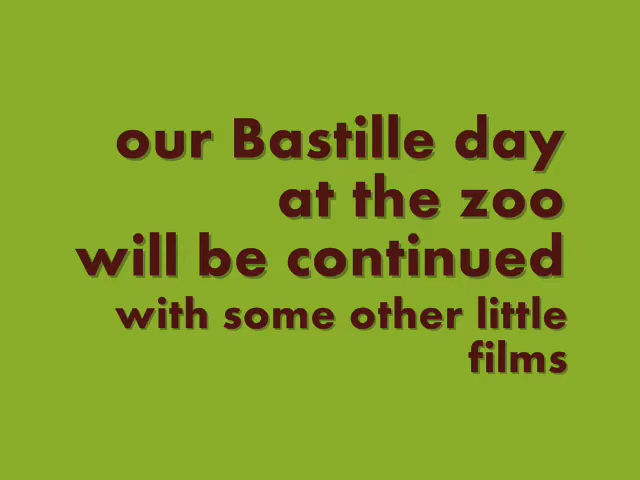 our Bastille day
at the zoo
will be continued
with some other little
films